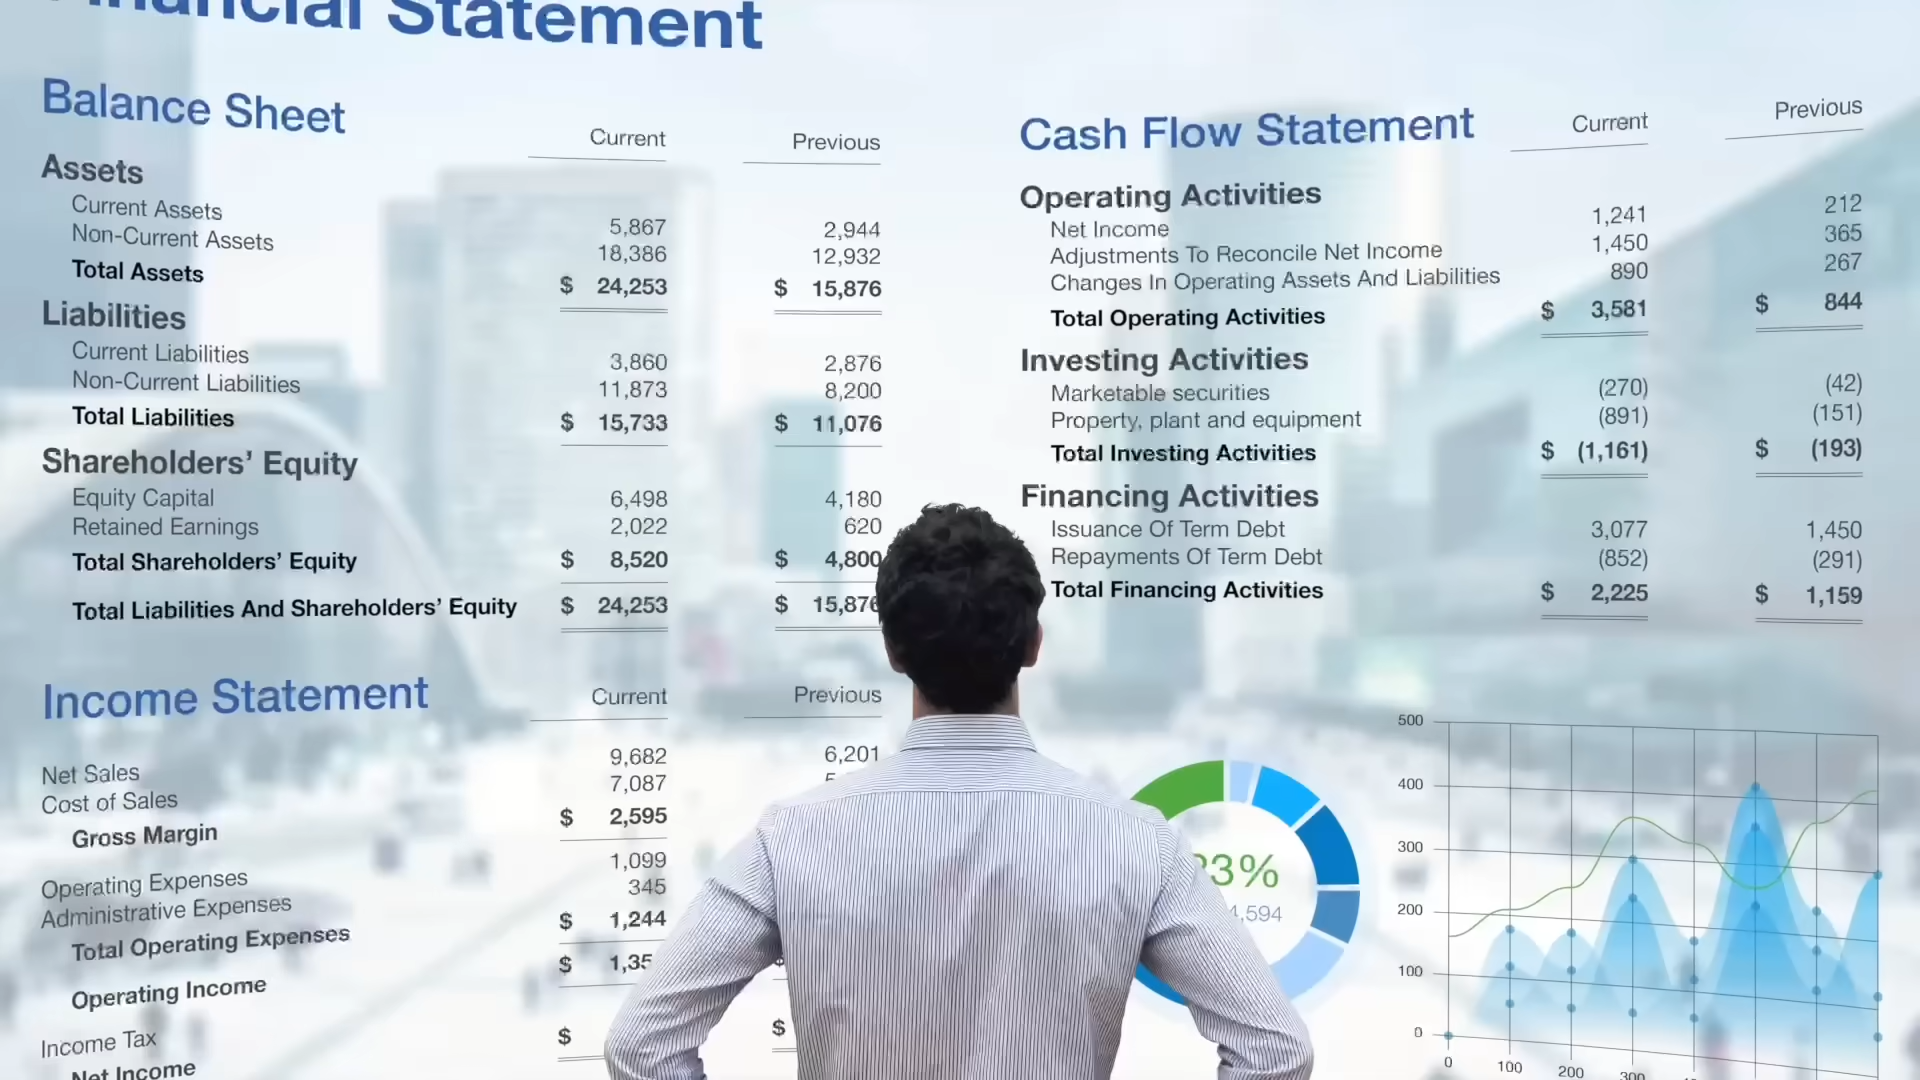 Financial Statement
Balance Sheet
Current Previous
Assets
Current Assets 5,867 2,944
Non-Current Assets 18,386 12,932
Total Assets $ 24,253 $ 15,876
Liabilities
Current Liabilities 3,860 2,876
Non-Current Liabilities 11,873 8,200
Total Liabilities $ 15,733 $ 11,076
Shareholders’ Equity
Equity Capital 6,498 4,180
Retained Earnings 2,022 620
Total Shareholders’ Equity $ 8,520 $ 4,800
Total Liabilities And Shareholders’ Equity $ 24,253 $ 15,876
Income Statement
Current Previous
Net Sales 9,682 6,201
Cost of Sales 7,087
Gross Margin $ 2,595
Operating Expenses 1,099
Administrative Expenses 345
Total Operating Expenses $ 1,244
Operating Income $ $
Income Tax
Net Income $ $
Cash Flow Statement
Current Previous
Operating Activities
Net Income 1,241 212
Adjustments To Reconcile Net Income 1,450 365
Changes In Operating Assets And Liabilities 890 267
Total Operating Activities $ 3,581 $ 844
Investing Activities
Marketable securities (270) (42)
Property, plant and equipment (891) (151)
Total Investing Activities $ (1,161) $ (193)
Financing Activities
Issuance Of Term Debt 3,077 1,450
Repayments Of Term Debt (852) (291)
Total Financing Activities $ 2,225 $ 1,159
500
400
300
200
100
0
0 100 200 300